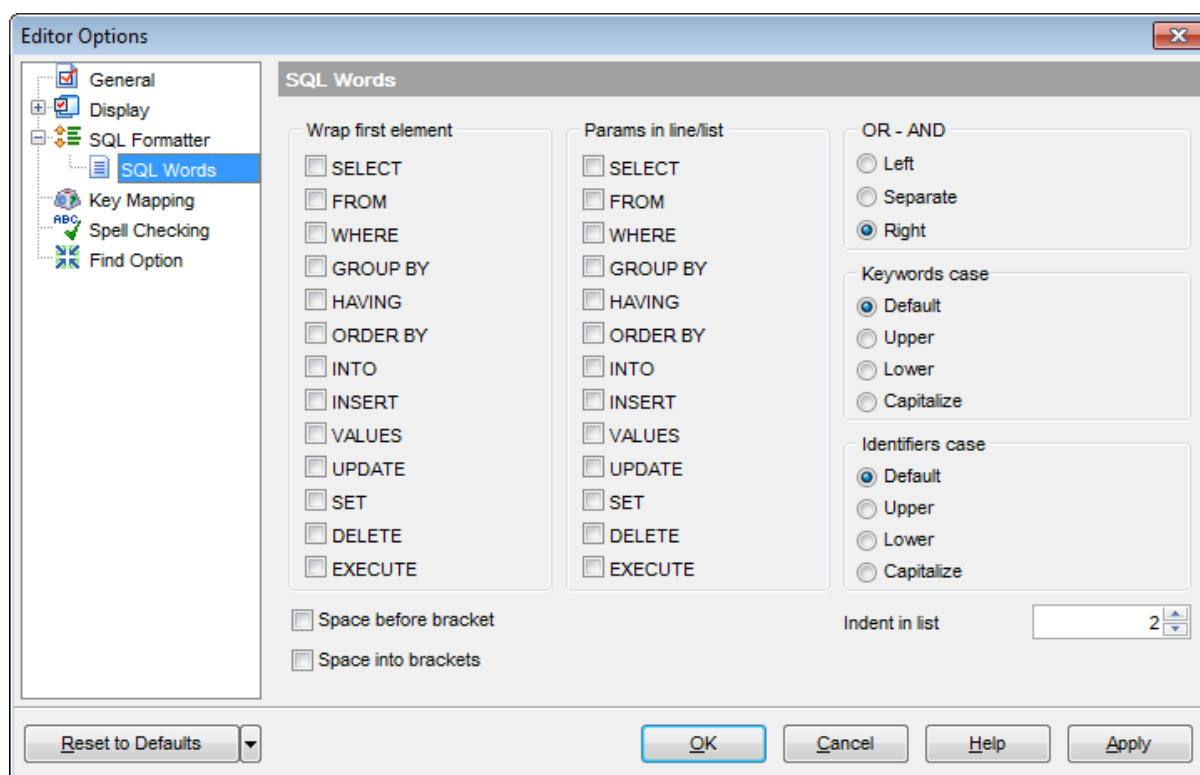 Editor Options
General
Display
SQL Formatter
SQL Words
Key Mapping
ABC
Spell Checking
Find Option
SQL Words
Wrap first element
SELECT
FROM
WHERE
GROUP BY
HAVING
ORDER BY
INTO
INSERT
VALUES
UPDATE
SET
DELETE
EXECUTE
Params in line/list
SELECT
FROM
WHERE
GROUP BY
HAVING
ORDER BY
INTO
INSERT
VALUES
UPDATE
SET
DELETE
EXECUTE
OR - AND
Left
Separate
Right
Keywords case
Default
Upper
Lower
Capitalize
Identifiers case
Default
Upper
Lower
Capitalize
Space before bracket
Space into brackets
Indent in list 2
Reset to Defaults
OK
Cancel
Help
Apply